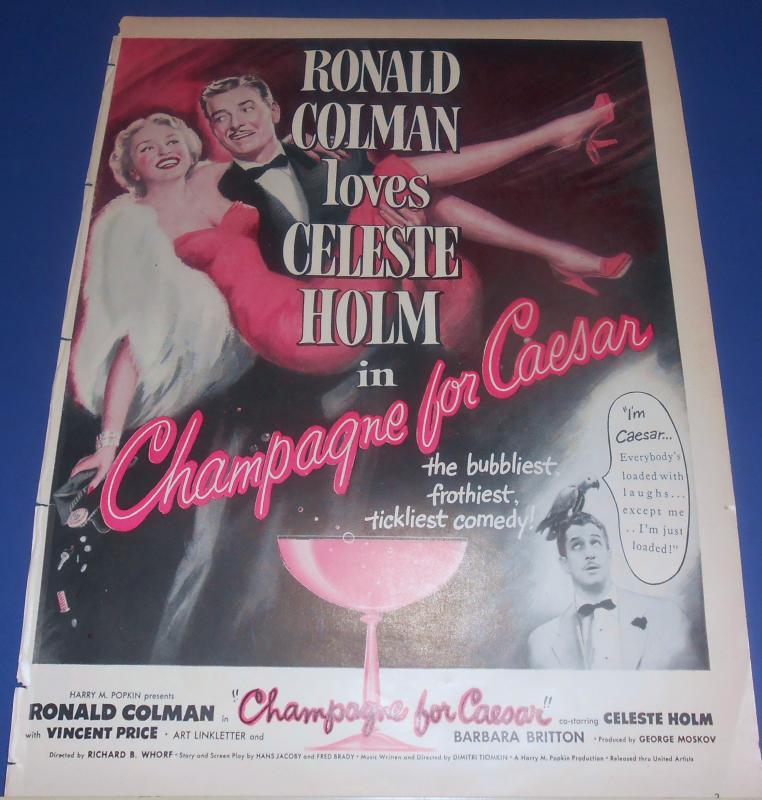 RONALD
COLMAN
loves
CELESTE
HOLM
in
Champagne for Caesar
the bubbliest,
frothiest,
tickliest comedy!
"I'm
Caesar...
Everybody's
loaded with
laughs...
except me
..I'm just
loaded!"
HARRY M. POPKIN presents
RONALD COLMAN in "Champagne for Caesar" co-starring CELESTE HOLM
with VINCENT PRICE • ART LINKLETTER and BARBARA BRITTON • Produced by GEORGE MOSKOV
Directed by RICHARD B. WHORF • Story and Screen Play by HANS JACOBY and FRED BRADY • Music Written and Directed by DIMITRI TIOMKIN • A Harry M. Popkin Production • Released thru United Artists